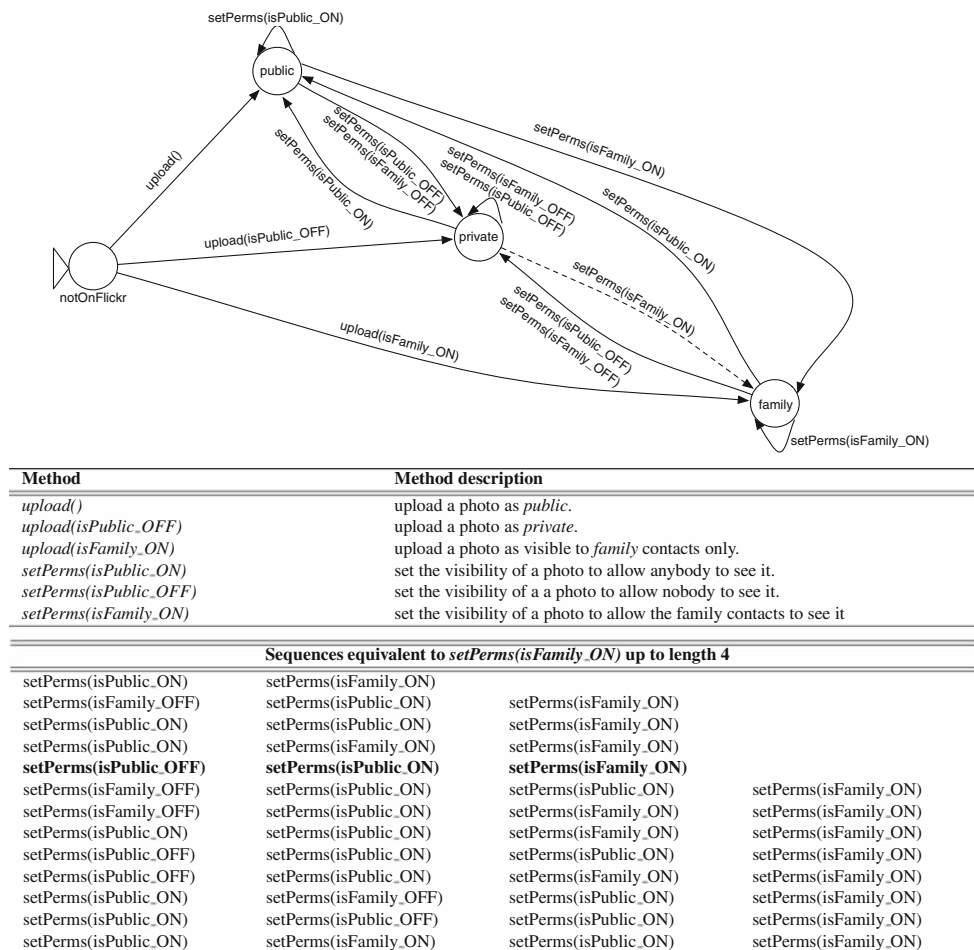 setPerms(isPublic_ON)
public
setPerms(isFamily_ON)
upload()
setPerms(isPublic_OFF)
setPerms(isFamily_OFF)
setPerms(isPublic_ON)
setPerms(isFamily_OFF)
setPerms(isPublic_OFF)
setPerms(isPublic_ON)
upload(isPublic_OFF)
private
notOnFlickr
setPerms(isFamily_ON)
setPerms(isPublic_OFF)
setPerms(isFamily_OFF)
upload(isFamily_ON)
family
setPerms(isFamily_ON)
Method Method description
upload() upload a photo as public.
upload(isPublic_OFF) upload a photo as private.
upload(isFamily_ON) upload a photo as visible to family contacts only.
setPerms(isPublic_ON) set the visibility of a photo to allow anybody to see it.
setPerms(isPublic_OFF) set the visibility of a a photo to allow nobody to see it.
setPerms(isFamily_ON) set the visibility of a photo to allow the family contacts to see it
Sequences equivalent to setPerms(isFamily_ON) up to length 4
setPerms(isPublic_ON) setPerms(isFamily_ON)
setPerms(isFamily_OFF) setPerms(isPublic_ON) setPerms(isFamily_ON)
setPerms(isPublic_ON) setPerms(isPublic_ON) setPerms(isFamily_ON)
setPerms(isPublic_ON) setPerms(isFamily_ON) setPerms(isFamily_ON)
setPerms(isPublic_OFF) setPerms(isPublic_ON) setPerms(isFamily_ON)
setPerms(isFamily_OFF) setPerms(isPublic_ON) setPerms(isPublic_ON) setPerms(isFamily_ON)
setPerms(isFamily_OFF) setPerms(isPublic_ON) setPerms(isFamily_ON) setPerms(isFamily_ON)
setPerms(isPublic_ON) setPerms(isPublic_ON) setPerms(isFamily_ON) setPerms(isFamily_ON)
setPerms(isPublic_OFF) setPerms(isPublic_ON) setPerms(isPublic_ON) setPerms(isFamily_ON)
setPerms(isPublic_OFF) setPerms(isPublic_ON) setPerms(isFamily_ON) setPerms(isFamily_ON)
setPerms(isPublic_ON) setPerms(isFamily_OFF) setPerms(isPublic_ON) setPerms(isFamily_ON)
setPerms(isPublic_ON) setPerms(isPublic_OFF) setPerms(isPublic_ON) setPerms(isFamily_ON)
setPerms(isPublic_ON) setPerms(isFamily_ON) setPerms(isPublic_ON) setPerms(isFamily_ON)